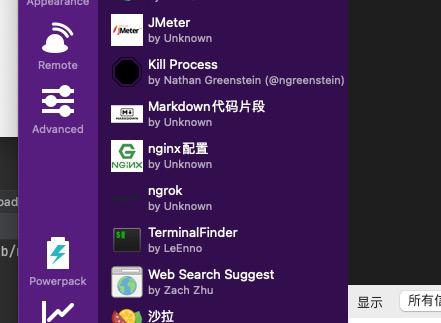 Appearance
Remote
Advanced
Powerpack
JMeter
by Unknown
Kill Process
by Nathan Greenstein (@ngreenstein)
Markdown代码片段
by Unknown
nginx配置
by Unknown
ngrok
by Unknown
TerminalFinder
by LeEnno
Web Search Suggest
by Zach Zhu
沙拉
oad
b/r
显示
所有信